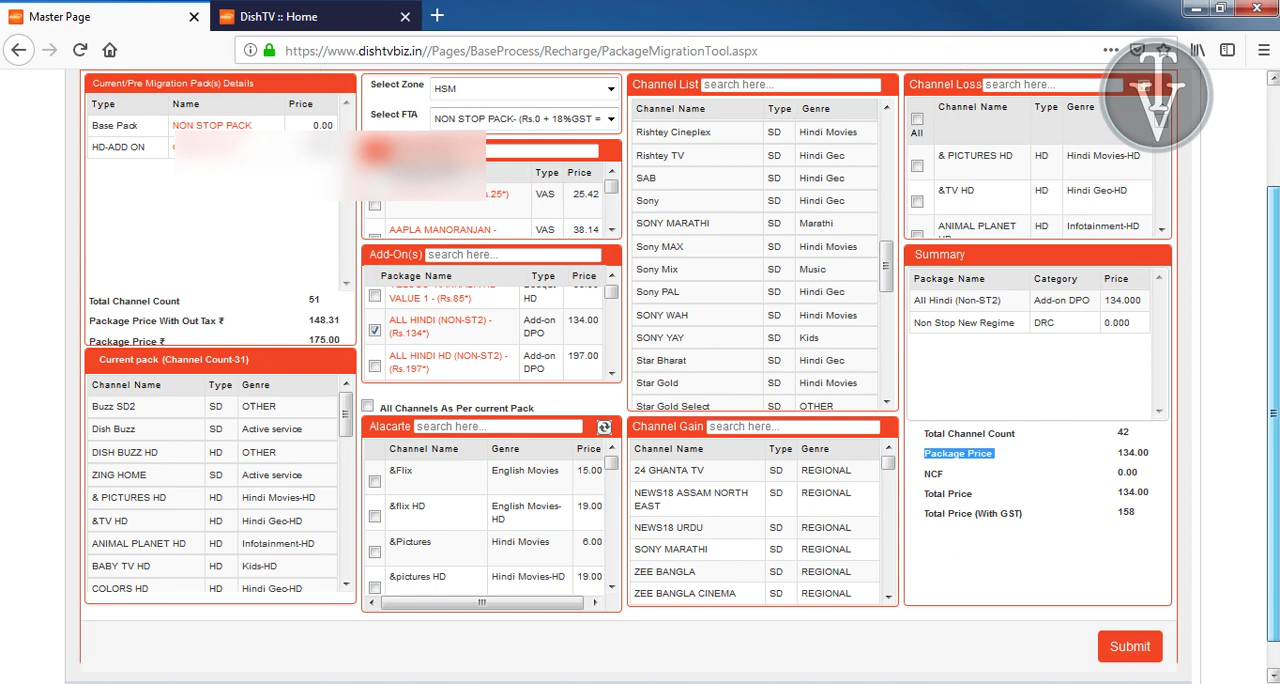 Master Page
DishTV :: Home
https://www.dishtvbiz.in//Pages/BaseProcess/Recharge/PackageMigrationTool.aspx
Current/Pre Migration Pack(s) Details
Type Name Price
Base Pack NON STOP PACK 0.00
HD-ADD ON
Total Channel Count 51
Package Price With Out Tax ₹ 148.31
Package Price ₹ 175.00
Current pack (Channel Count-31)
Channel Name Type Genre
Buzz SD2 SD OTHER
Dish Buzz SD Active service
DISH BUZZ HD HD OTHER
ZING HOME SD Active service
& PICTURES HD HD Hindi Movies-HD
&TV HD HD Hindi Geo-HD
ANIMAL PLANET HD HD Infotainment-HD
BABY TV HD HD Kids-HD
COLORS HD HD Hindi Geo-HD
Select Zone HSM
Select FTA NON STOP PACK- (Rs.0 + 18%GST =
Type Price
s.25*) VAS 25.42
AAPLA MANORANJAN - VAS 38.14
Add-On(s) search here...
Package Name Type Price
VALUE 1 - (Rs.85*) HD
ALL HINDI (NON-ST2) - (Rs.134*) Add-on DPO 134.00
ALL HINDI HD (NON-ST2) - (Rs.197*) Add-on DPO 197.00
All Channels As Per current Pack
Alacarte search here...
Channel Name Genre Price
&Flix English Movies 15.00
&flix HD English Movies-HD 19.00
&Pictures Hindi Movies 6.00
&pictures HD Hindi Movies-HD 19.00
Channel List search here...
Channel Name Type Genre
Rishtey Cineplex SD Hindi Movies
Rishtey TV SD Hindi Gec
SAB SD Hindi Gec
Sony SD Hindi Gec
SONY MARATHI SD Marathi
Sony MAX SD Hindi Movies
Sony Mix SD Music
Sony PAL SD Hindi Gec
SONY WAH SD Hindi Movies
SONY YAY SD Kids
Star Bharat SD Hindi Gec
Star Gold SD Hindi Movies
Star Gold Select SD OTHER
Channel Gain search here...
Channel Name Type Genre
24 GHANTA TV SD REGIONAL
NEWS18 ASSAM NORTH EAST SD REGIONAL
NEWS18 URDU SD REGIONAL
SONY MARATHI SD REGIONAL
ZEE BANGLA SD REGIONAL
ZEE BANGLA CINEMA SD REGIONAL
Channel Loss search here...
All Channel Name Type Genre
& PICTURES HD HD Hindi Movies-HD
&TV HD HD Hindi Geo-HD
ANIMAL PLANET HD Infotainment-HD
Summary
Package Name Category Price
All Hindi (Non-ST2) Add-on DPO 134.000
Non Stop New Regime DRC 0.000
Total Channel Count 42
Package Price 134.00
NCF 0.00
Total Price 134.00
Total Price (With GST) 158
Submit